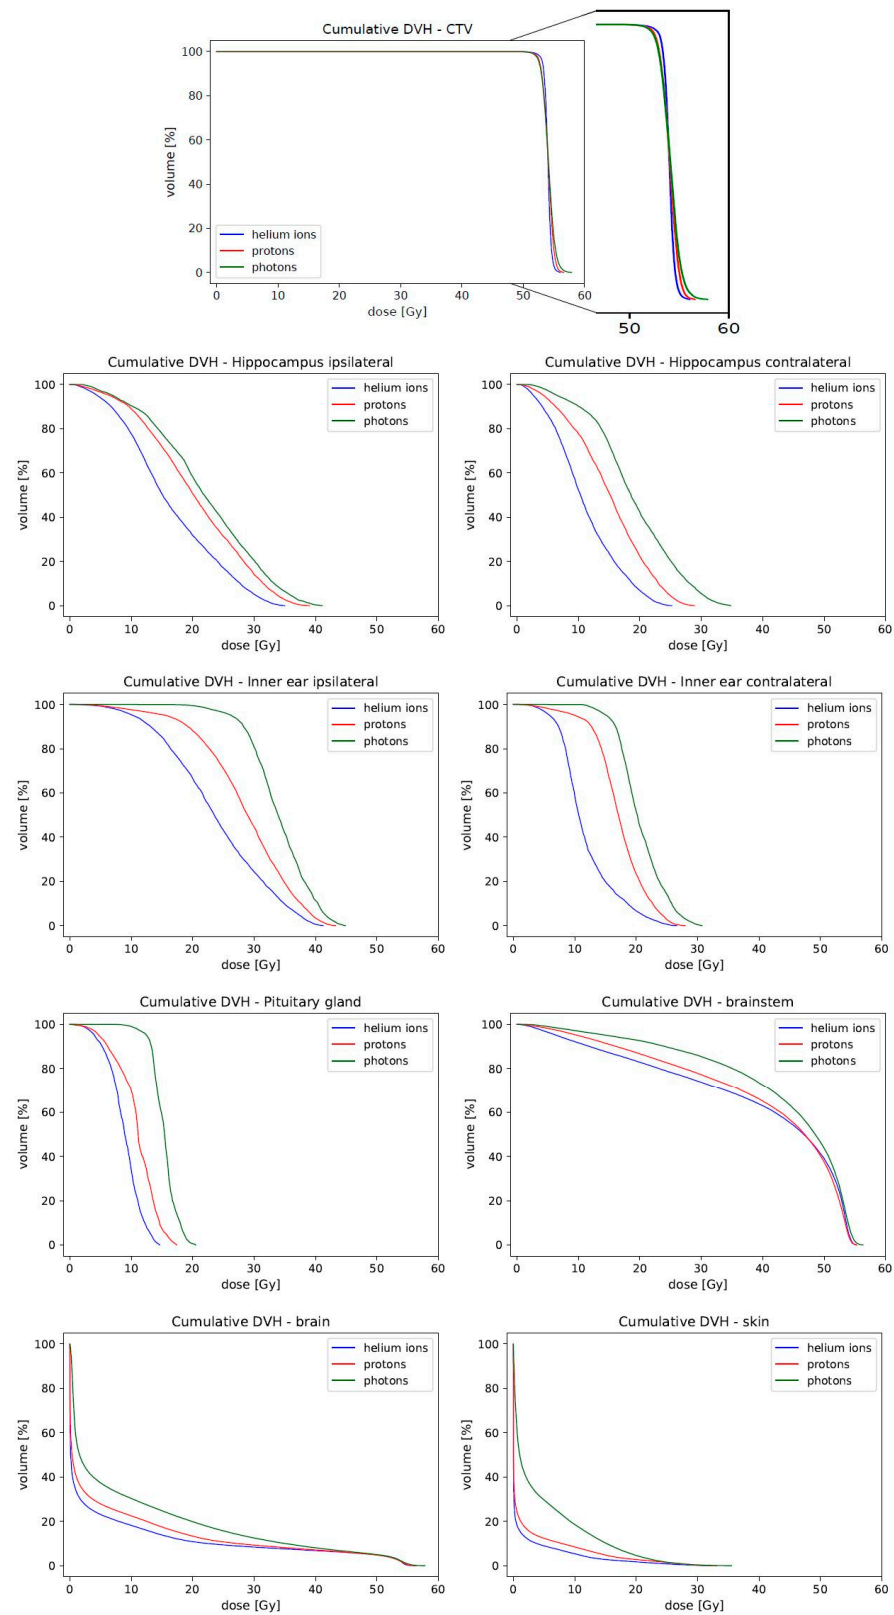 Cumulative DVH - CTV
100
80
60
40
20
0
volume [%]
helium ions
protons
photons
0 10 20 30 40 50 60
dose [Gy]
50 60
Cumulative DVH - Hippocampus ipsilateral
100
80
60
40
20
0
volume [%]
helium ions
protons
photons
0 10 20 30 40 50 60
dose [Gy]
Cumulative DVH - Hippocampus contralateral
100
80
60
40
20
0
volume [%]
helium ions
protons
photons
0 10 20 30 40 50 60
dose [Gy]
Cumulative DVH - Inner ear ipsilateral
100
80
60
40
20
0
volume [%]
helium ions
protons
photons
0 10 20 30 40 50 60
dose [Gy]
Cumulative DVH - Inner ear contralateral
100
80
60
40
20
0
volume [%]
helium ions
protons
photons
0 10 20 30 40 50 60
dose [Gy]
Cumulative DVH - Pituitary gland
100
80
60
40
20
0
volume [%]
helium ions
protons
photons
0 10 20 30 40 50 60
dose [Gy]
Cumulative DVH - brainstem
100
80
60
40
20
0
volume [%]
helium ions
protons
photons
0 10 20 30 40 50 60
dose [Gy]
Cumulative DVH - brain
100
80
60
40
20
0
volume [%]
helium ions
protons
photons
0 10 20 30 40 50 60
dose [Gy]
Cumulative DVH - skin
100
80
60
40
20
0
volume [%]
helium ions
protons
photons
0 10 20 30 40 50 60
dose [Gy]